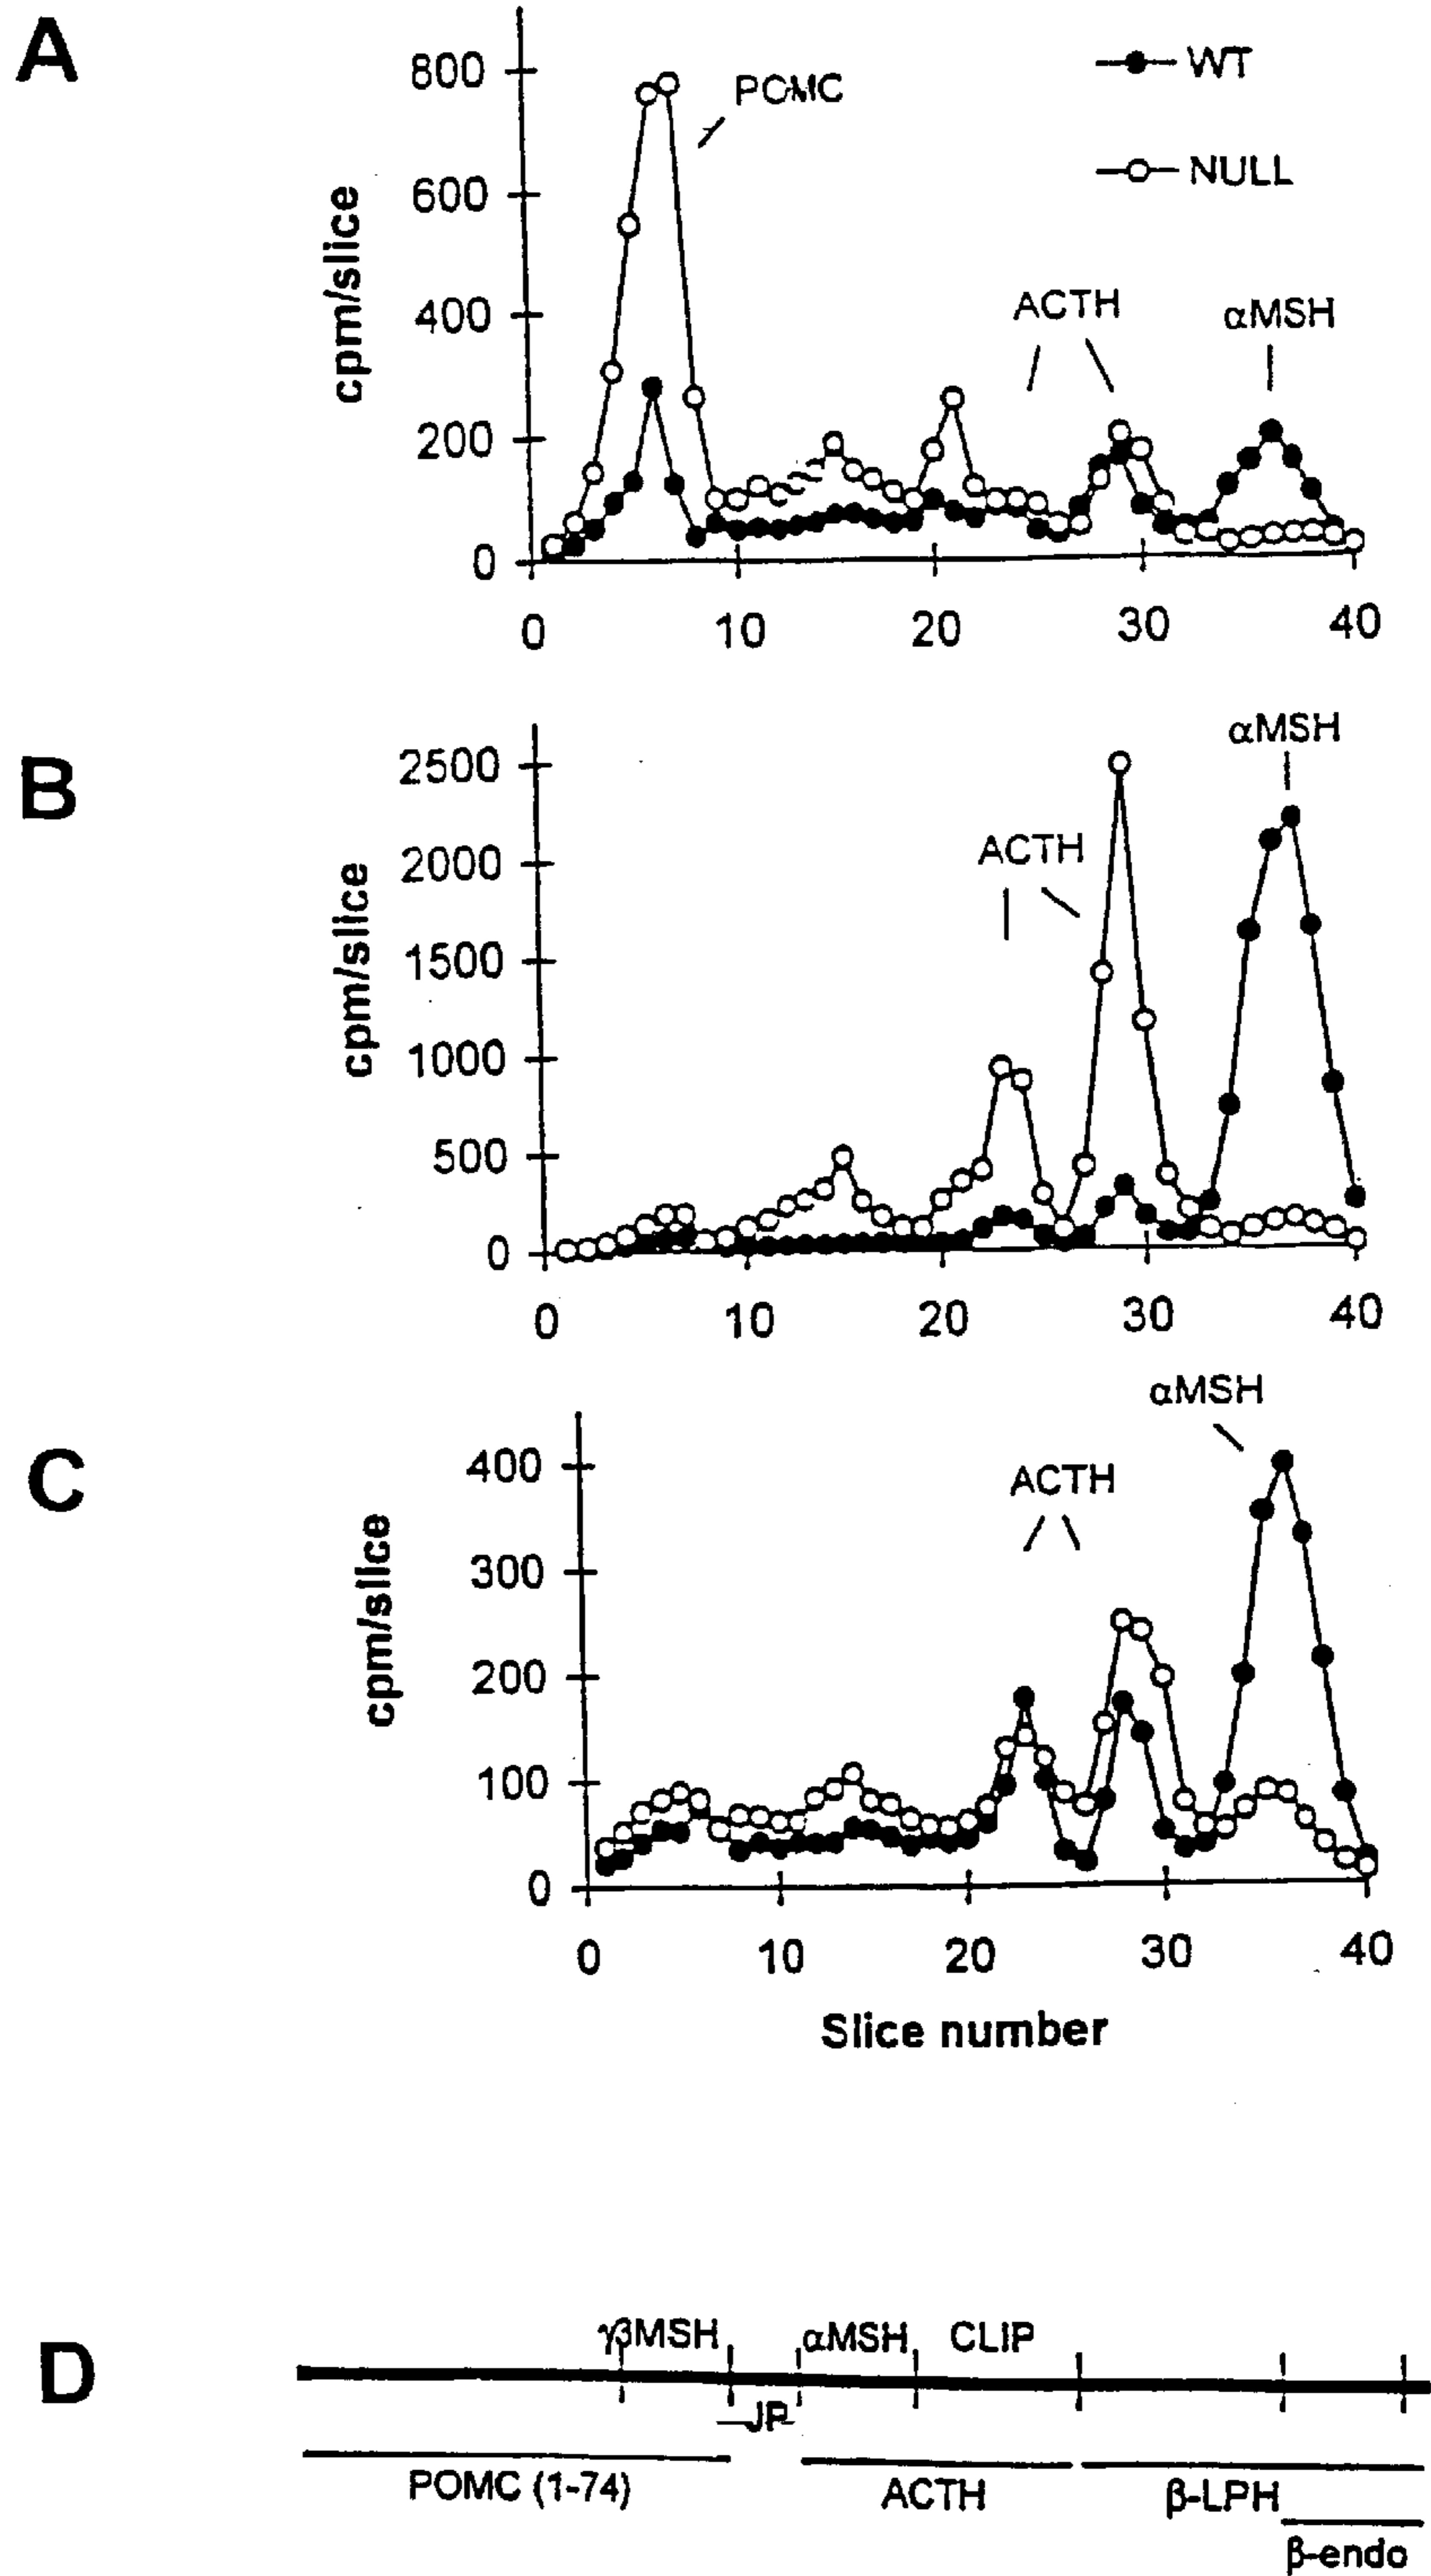 A
800
600
400
200
0
cpm/slice
POMC
WT
NULL
ACTH
αMSH
0 10 20 30 40
B
2500
2000
1500
1000
500
0
cpm/slice
ACTH
αMSH
0 10 20 30 40
C
400
300
200
100
0
cpm/slice
ACTH
αMSH
0 10 20 30 40
Slice number
D
γβMSH αMSH CLIP
JP
POMC (1-74) ACTH β-LPH
β-endo